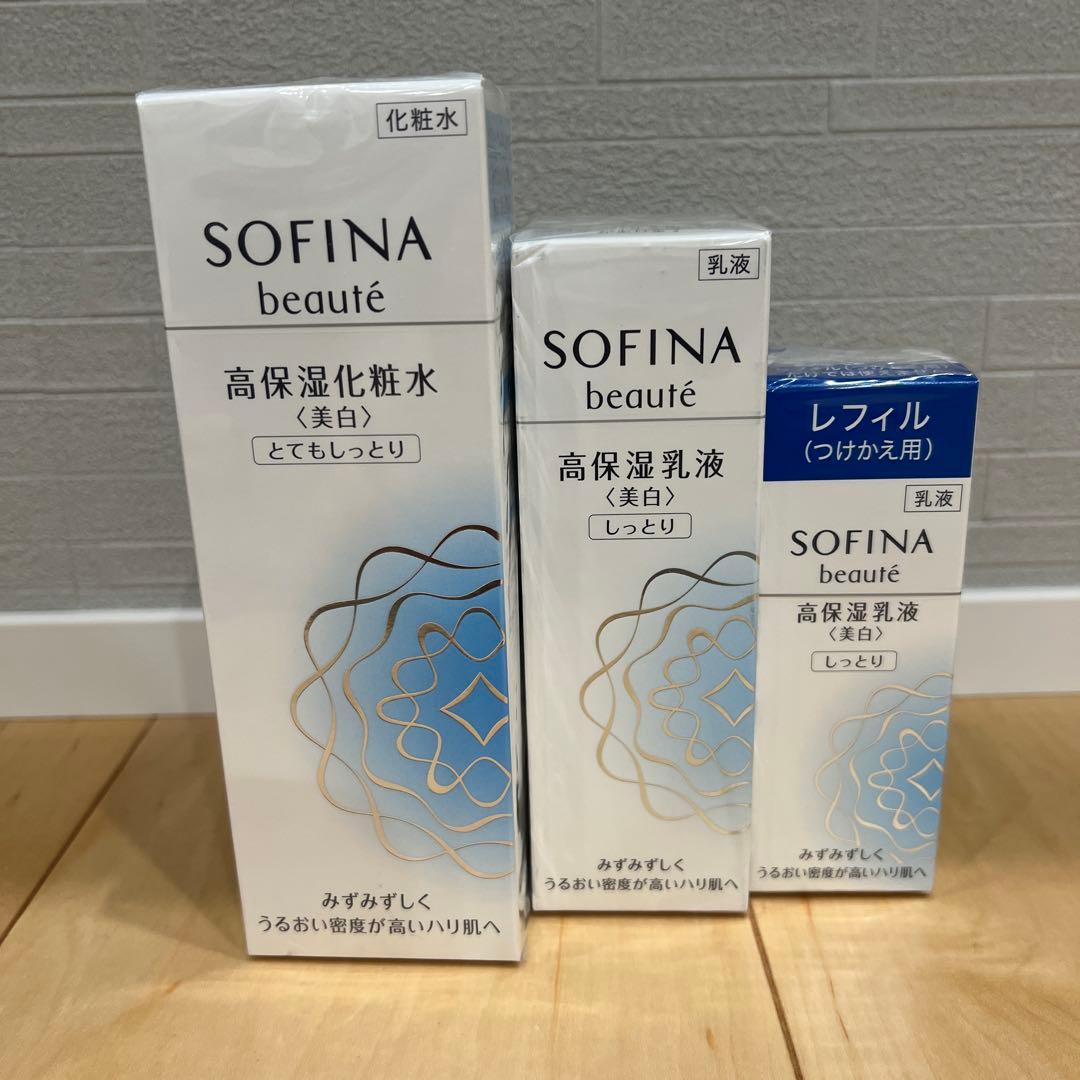 化粧水
SOFINA
beauté
高保湿化粧水
〈美白〉
とてもしっとり
みずみずしく
うるおい密度が高いハリ肌へ
乳液
SOFINA
beauté
高保湿乳液
〈美白〉
しっとり
みずみずしく
うるおい密度が高いハリ肌へ
レフィル
(つけかえ用)
乳液
SOFINA
beauté
高保湿乳液
〈美白〉
しっとり
みずみずしく
うるおい密度が高いハリ肌へ